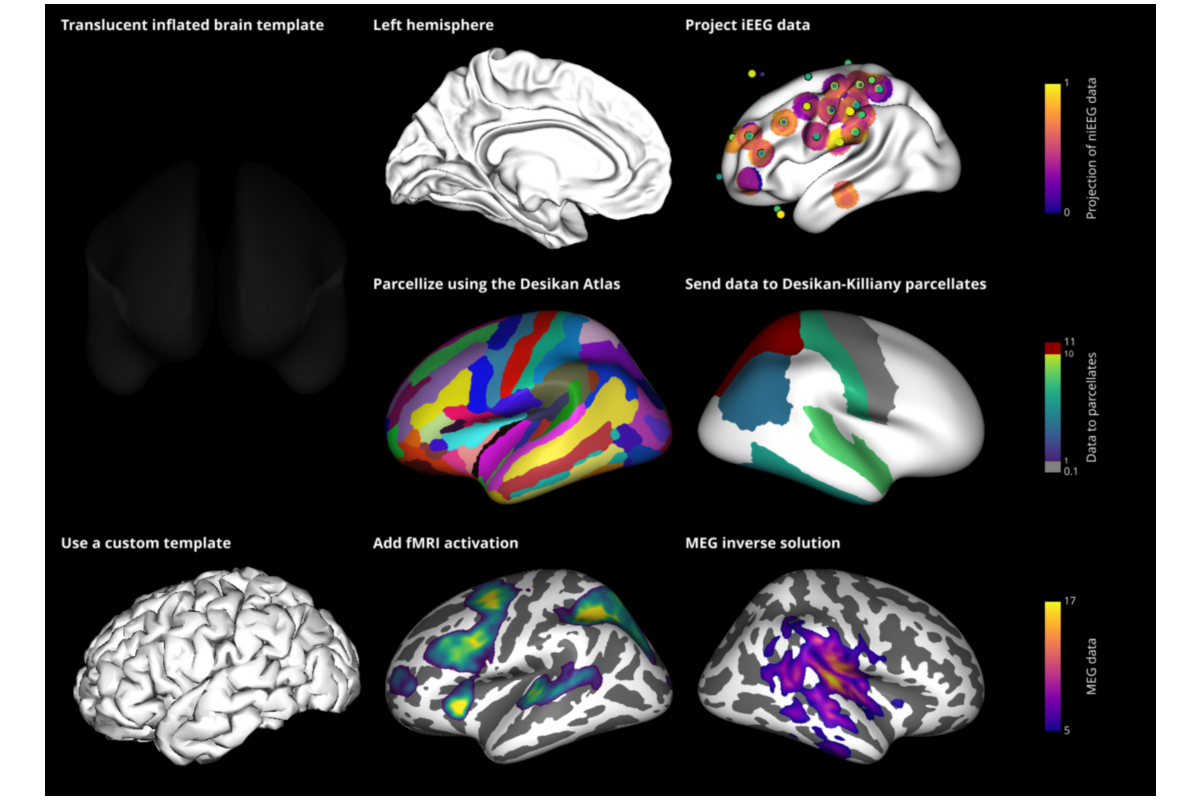 Translucent inflated brain template
Left hemisphere
Project iEEG data
1
0
Projection of niEEG data
Parcellize using the Desikan Atlas
Send data to Desikan-Killiany parcellates
11
10
1
0.1
Data to parcellates
Use a custom template
Add fMRI activation
MEG inverse solution
17
5
MEG data